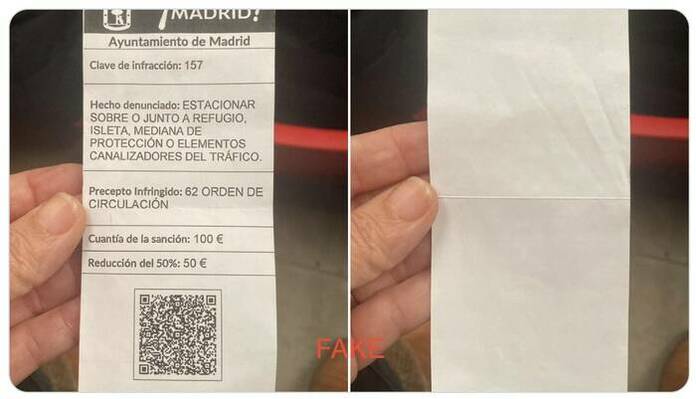 ¡MADRID!
Ayuntamiento de Madrid
Clave de infracción: 157
Hecho denunciado: ESTACIONAR
SOBRE O JUNTO A REFUGIO,
ISLETA, MEDIANA DE
PROTECCIÓN O ELEMENTOS
CANALIZADORES DEL TRÁFICO.
Precepto Infringido: 62 ORDEN DE
CIRCULACIÓN
Cuantía de la sanción: 100 €
Reducción del 50%: 50 €
FAKE